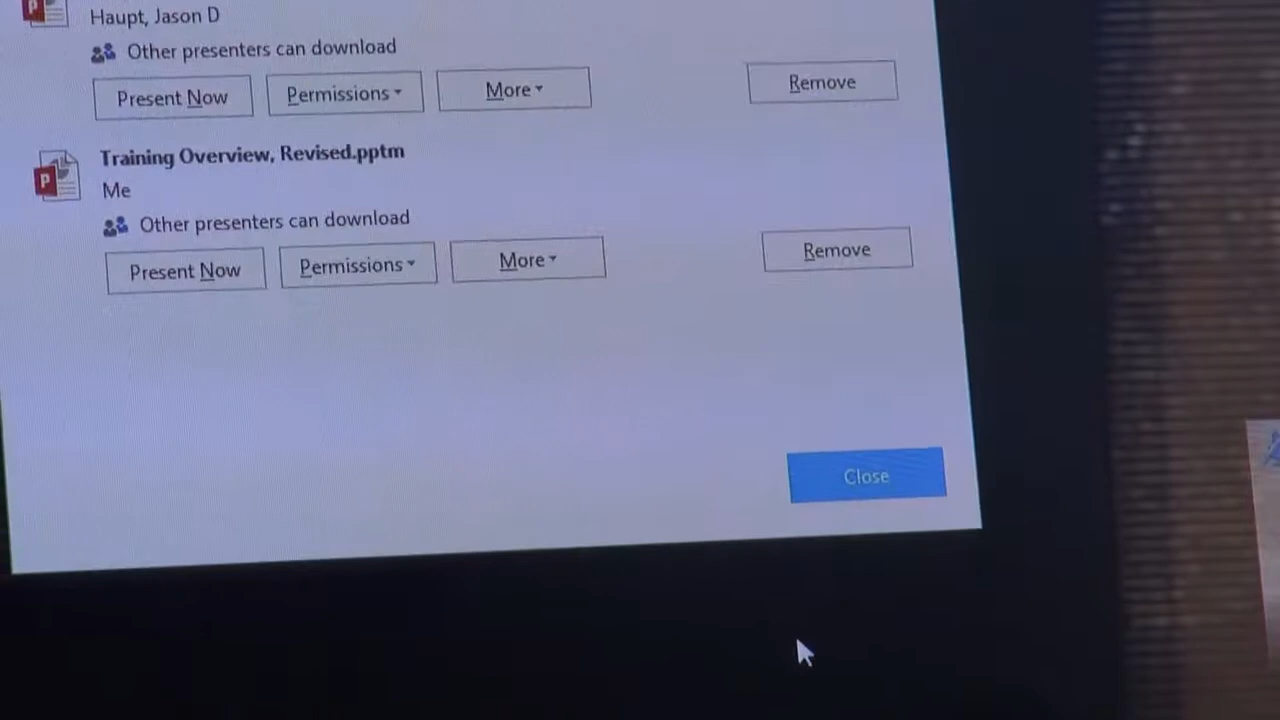 Haupt, Jason D
Other presenters can download
Present Now Permissions More Remove
Training Overview, Revised.pptm
P
Me
Other presenters can download
Present Now Permissions More Remove
Close